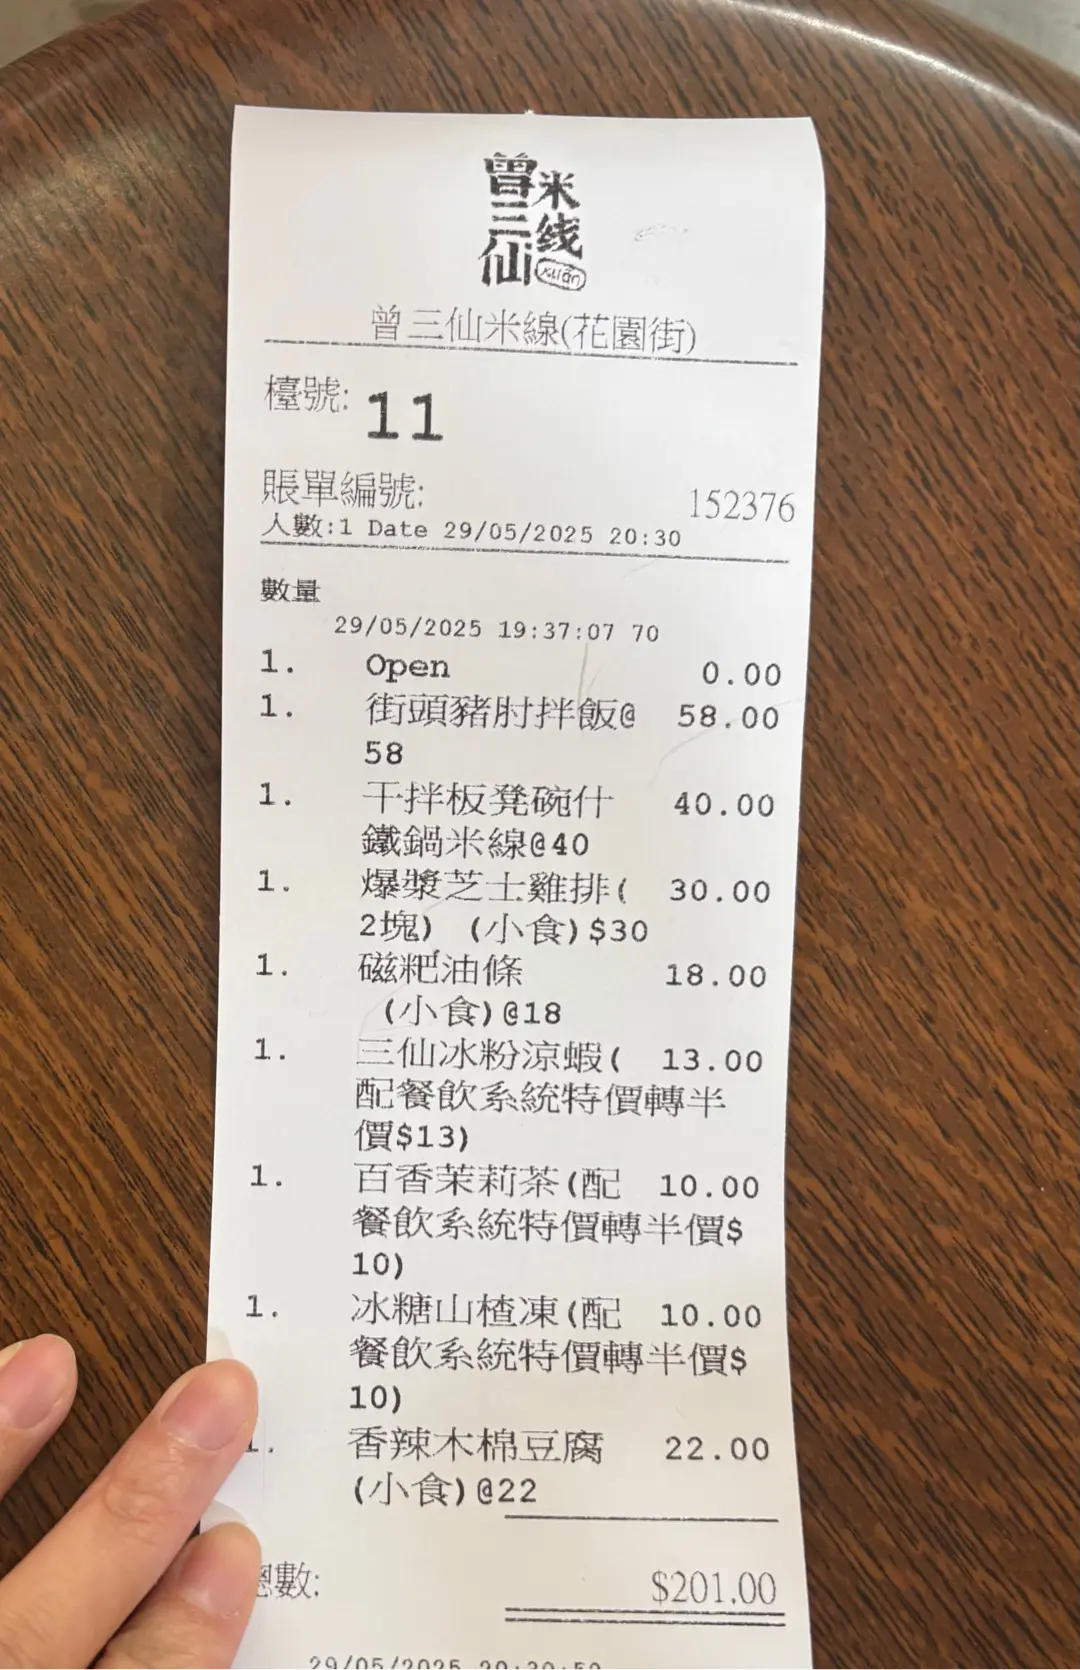 曾三仙
米线
xian
曾三仙米線(花園街)
檯號: 11
賬單編號: 152376
人數:1 Date 29/05/2025 20:30
數量
29/05/2025 19:37:07 70
1. Open 0.00
1. 街頭豬肘拌飯@ 58.00
58
1. 干拌板凳碗什 40.00
鐵鍋米線@40
1. 爆漿芝士雞排( 30.00
2塊) (小食)$30
1. 磁粑油條 18.00
(小食)@18
1. 三仙冰粉涼蝦( 13.00
配餐飲系統特價轉半
價$13)
1. 百香茉莉茶(配 10.00
餐飲系統特價轉半價$
10)
1. 冰糖山楂凍(配 10.00
餐飲系統特價轉半價$
10)
1. 香辣木棉豆腐 22.00
(小食)@22
總數: $201.00
29/05/2025 20:30:50